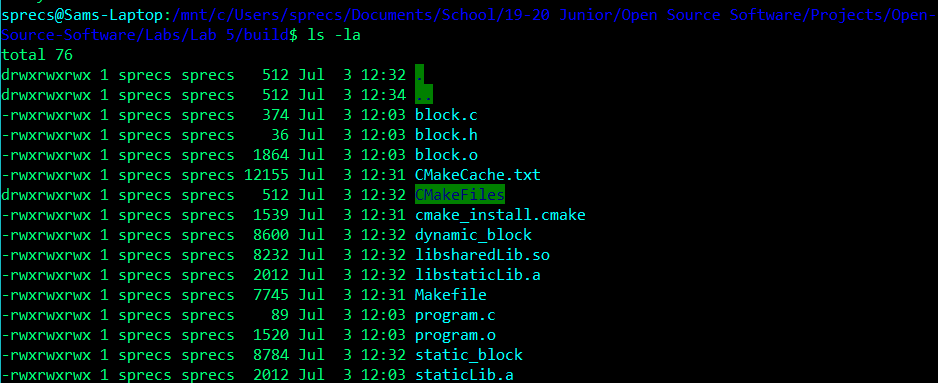 sprecs@Sams-Laptop:/mnt/c/Users/sprecs/Documents/School/19-20 Junior/Open Source Software/Projects/Open-
Source-Software/Labs/Lab 5/build$ ls -la
total 76
drwxrwxrwx 1 sprecs sprecs   512 Jul  3 12:32 .
drwxrwxrwx 1 sprecs sprecs   512 Jul  3 12:34 ..
-rwxrwxrwx 1 sprecs sprecs   374 Jul  3 12:03 block.c
-rwxrwxrwx 1 sprecs sprecs    36 Jul  3 12:03 block.h
-rwxrwxrwx 1 sprecs sprecs  1864 Jul  3 12:03 block.o
-rwxrwxrwx 1 sprecs sprecs 12155 Jul  3 12:31 CMakeCache.txt
drwxrwxrwx 1 sprecs sprecs   512 Jul  3 12:32 CMakeFiles
-rwxrwxrwx 1 sprecs sprecs  1539 Jul  3 12:31 cmake_install.cmake
-rwxrwxrwx 1 sprecs sprecs  8600 Jul  3 12:32 dynamic_block
-rwxrwxrwx 1 sprecs sprecs  8232 Jul  3 12:32 libsharedLib.so
-rwxrwxrwx 1 sprecs sprecs  2012 Jul  3 12:32 libstaticLib.a
-rwxrwxrwx 1 sprecs sprecs  7745 Jul  3 12:31 Makefile
-rwxrwxrwx 1 sprecs sprecs    89 Jul  3 12:03 program.c
-rwxrwxrwx 1 sprecs sprecs  1520 Jul  3 12:03 program.o
-rwxrwxrwx 1 sprecs sprecs  8784 Jul  3 12:32 static_block
-rwxrwxrwx 1 sprecs sprecs  2012 Jul  3 12:03 staticLib.a